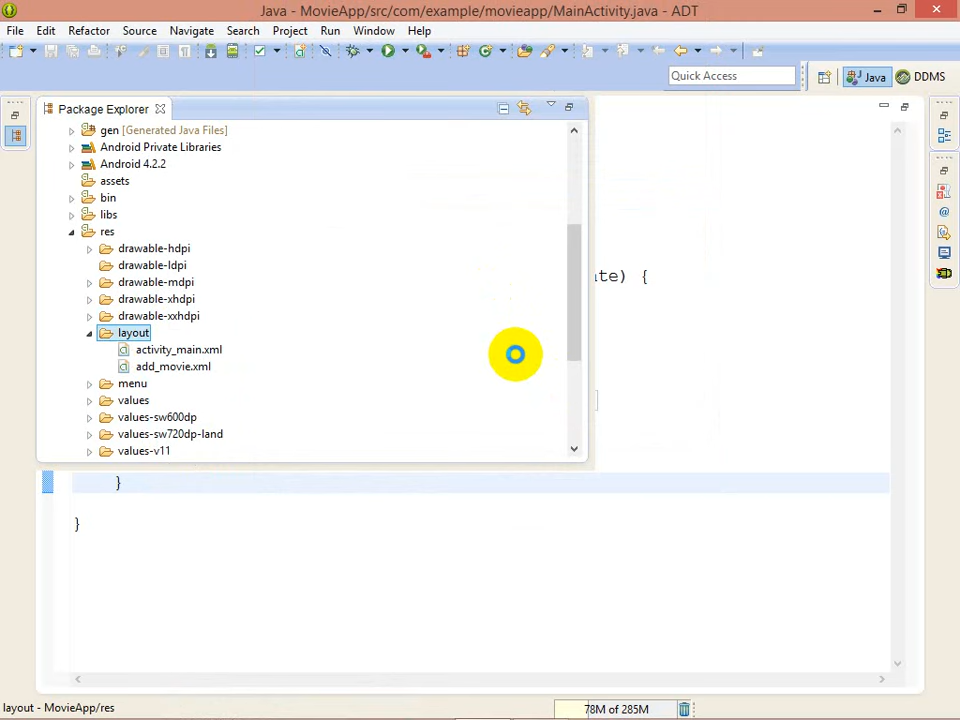 Java - MovieApp/src/com/example/movieapp/MainActivity.java - ADT
File Edit Refactor Source Navigate Search Project Run Window Help
Quick Access
Java
DDMS
Package Explorer
gen [Generated Java Files]
Android Private Libraries
Android 4.2.2
assets
bin
libs
res
drawable-hdpi
drawable-ldpi
drawable-mdpi
drawable-xhdpi
drawable-xxhdpi
layout
activity_main.xml
add_movie.xml
menu
values
values-sw600dp
values-sw720dp-land
values-v11
ate) {
}
}
layout - MovieApp/res
78M of 285M